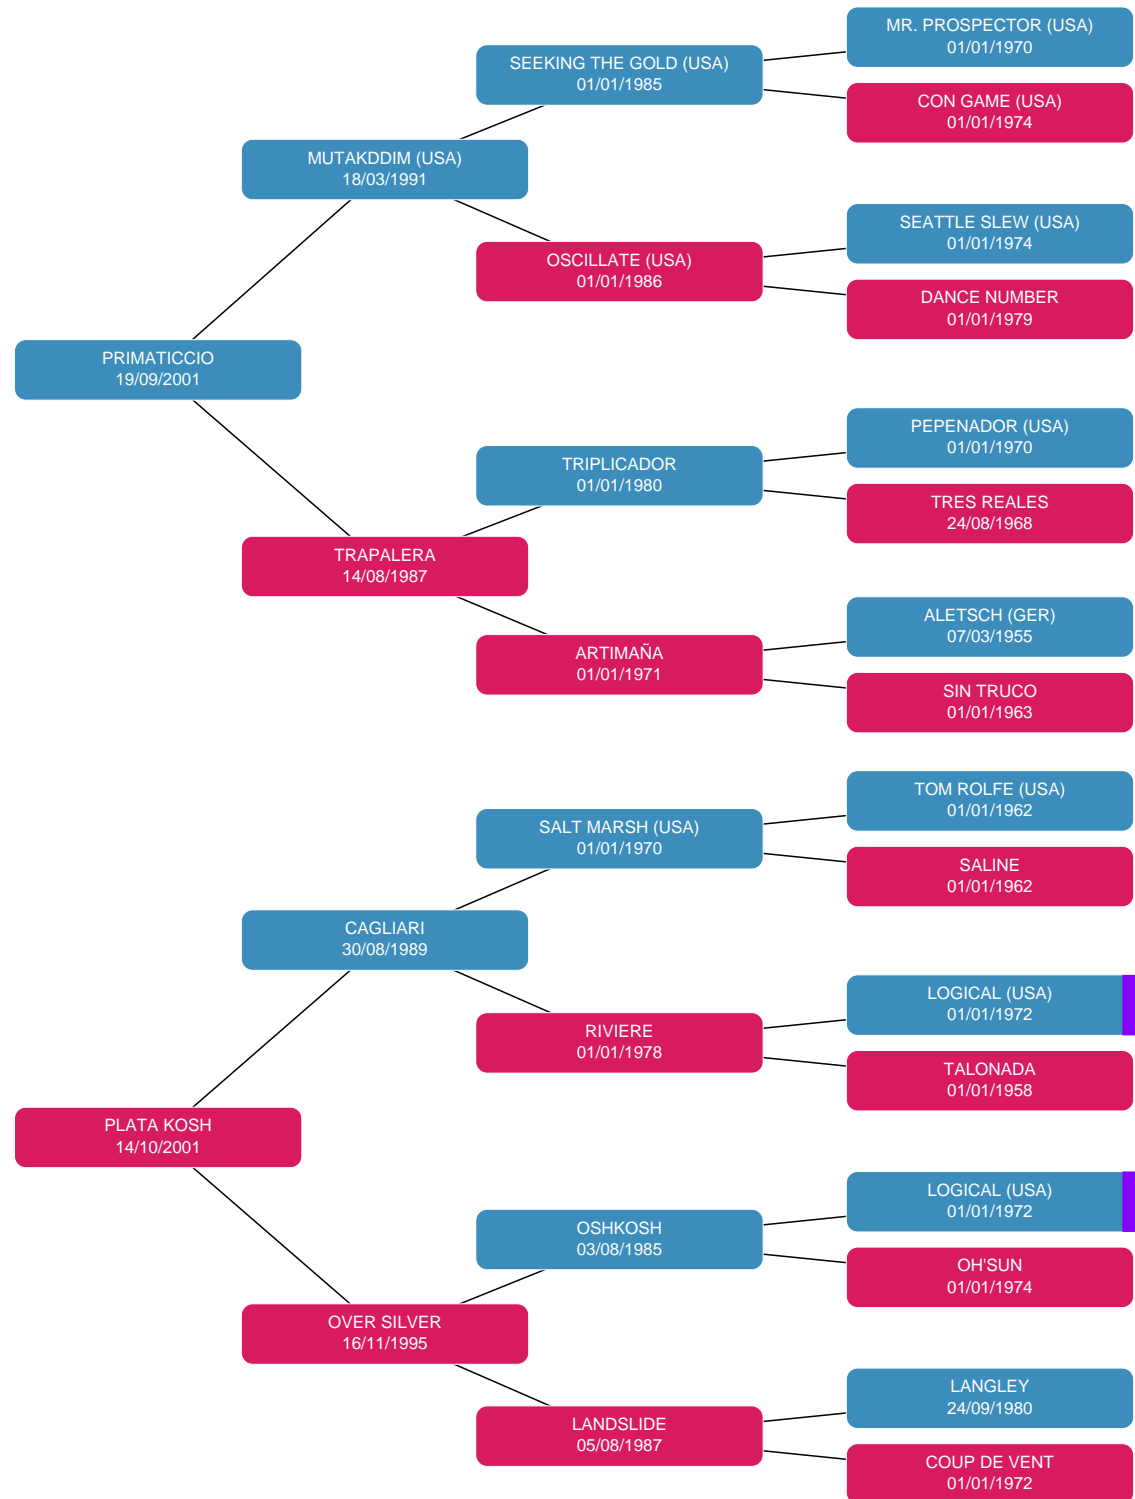 MR. PROSPECTOR (USA)
01/01/1970
SEEKING THE GOLD (USA)
01/01/1985
CON GAME (USA)
01/01/1974
MUTAKDDIM (USA)
18/03/1991
SEATTLE SLEW (USA)
01/01/1974
OSCILLATE (USA)
01/01/1986
DANCE NUMBER
01/01/1979
PRIMATICCIO
19/09/2001
PEPENADOR (USA)
01/01/1970
TRIPLICADOR
01/01/1980
TRES REALES
24/08/1968
TRAPALERA
14/08/1987
ALETSCH (GER)
07/03/1955
ARTIMAÑA
01/01/1971
SIN TRUCO
01/01/1963
TOM ROLFE (USA)
01/01/1962
SALT MARSH (USA)
01/01/1970
SALINE
01/01/1962
CAGLIARI
30/08/1989
LOGICAL (USA)
01/01/1972
RIVIERE
01/01/1978
TALONADA
01/01/1958
PLATA KOSH
14/10/2001
LOGICAL (USA)
01/01/1972
OSHKOSH
03/08/1985
OH'SUN
01/01/1974
OVER SILVER
16/11/1995
LANGLEY
24/09/1980
LANDSLIDE
05/08/1987
COUP DE VENT
01/01/1972